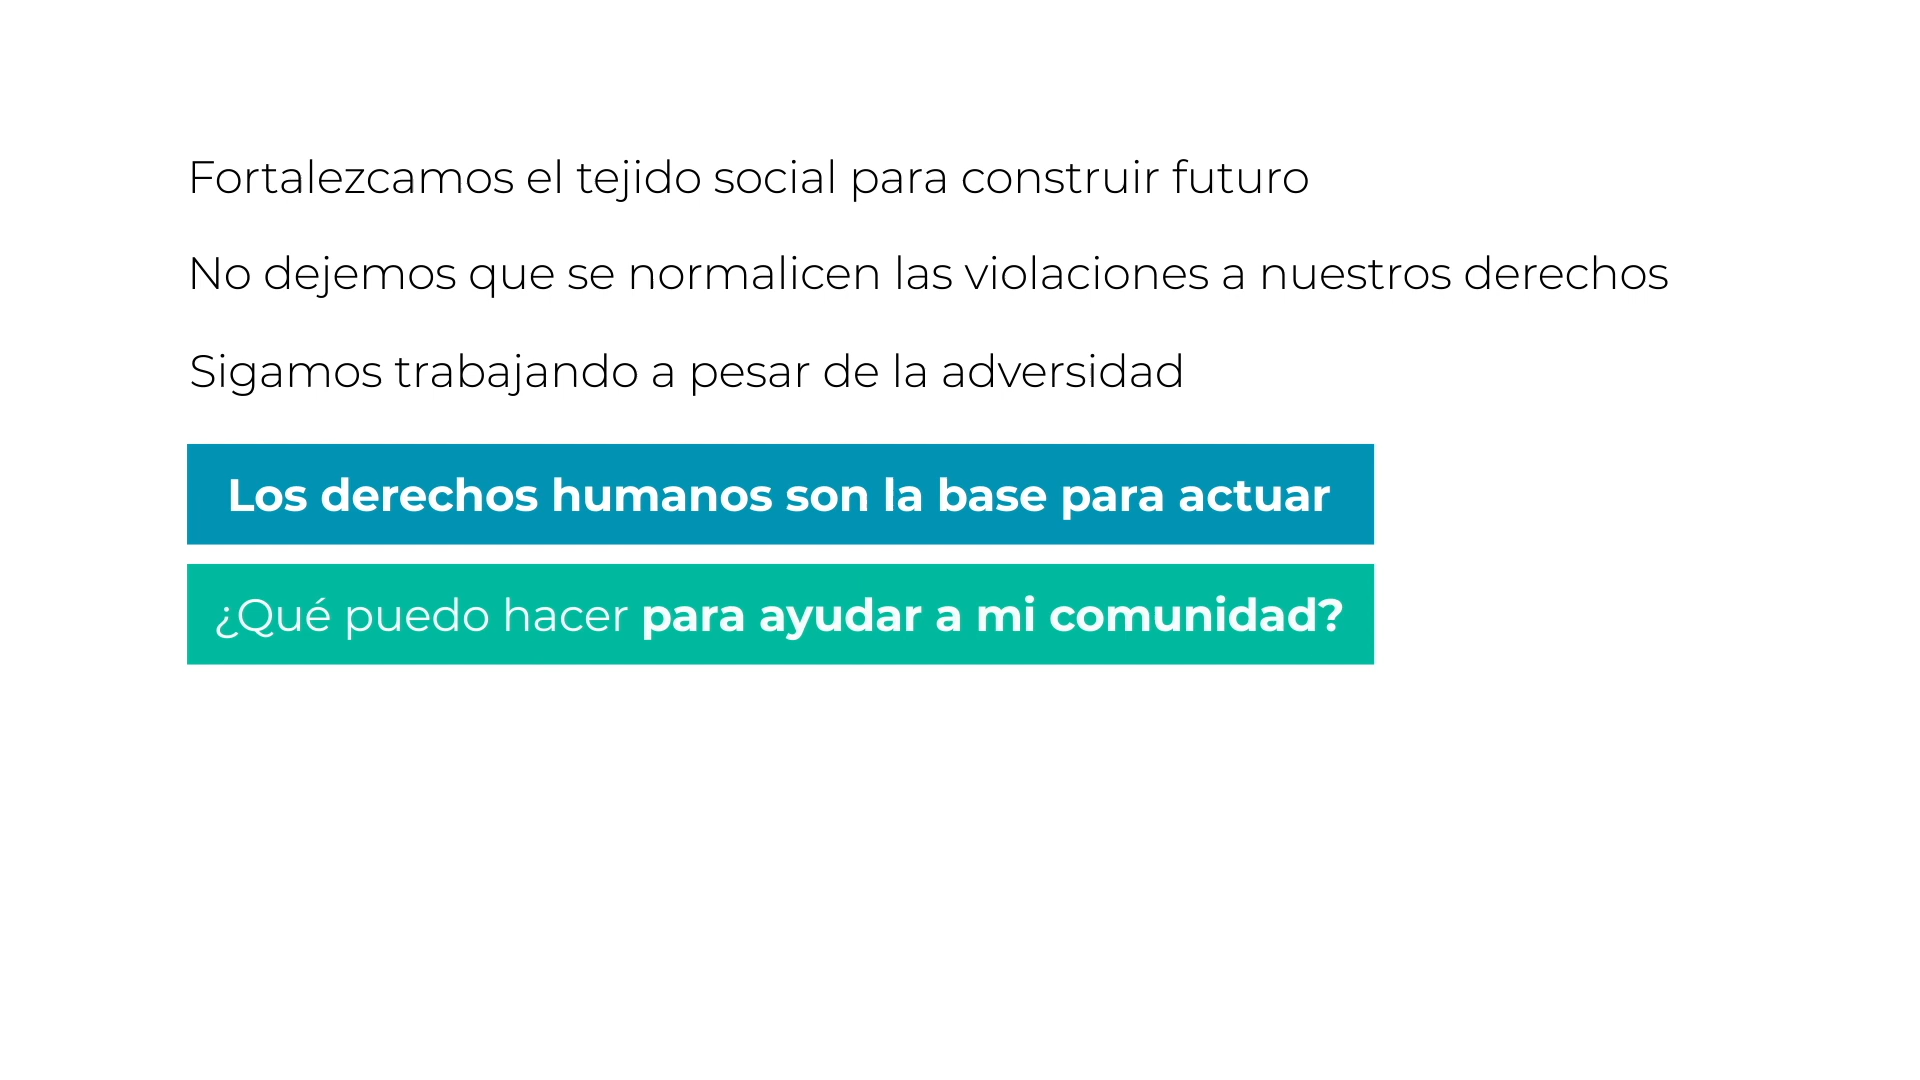 Fortalezcamos el tejido social para construir futuro
No dejemos que se normalicen las violaciones a nuestros derechos
Sigamos trabajando a pesar de la adversidad
Los derechos humanos son la base para actuar
¿Qué puedo hacer para ayudar a mi comunidad?